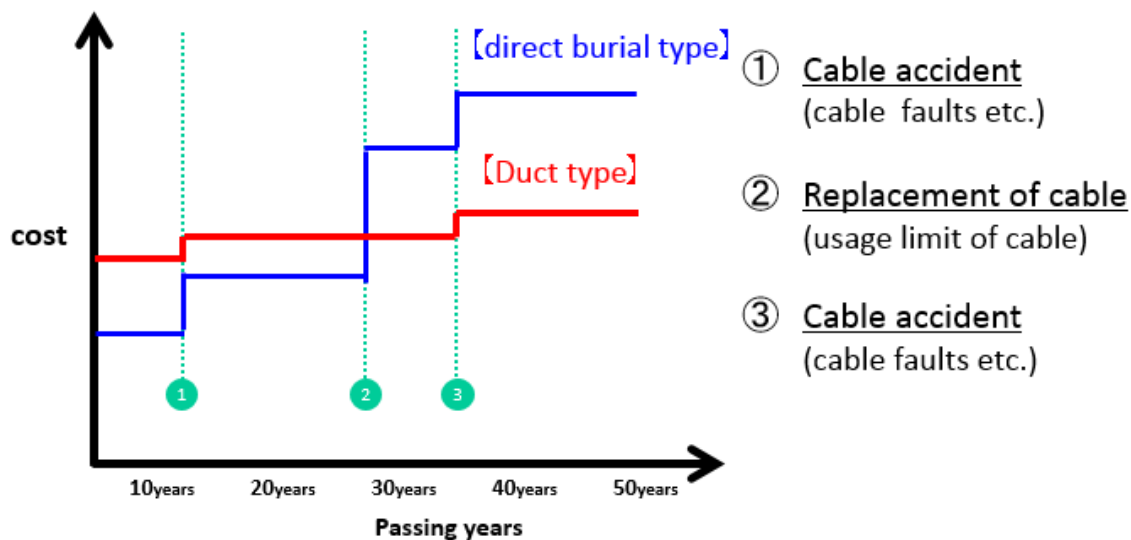 【direct burial type】
① Cable accident
(cable faults etc.)
【Duct type】
② Replacement of cable
(usage limit of cable)
cost
③ Cable accident
(cable faults etc.)
1 2 3
10years 20years 30years 40years 50years
Passing years